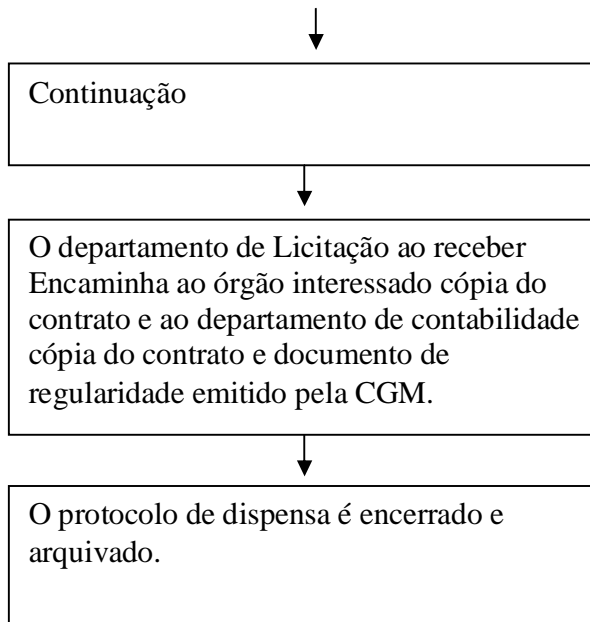 Continuação
O departamento de Licitação ao receber
Encaminha ao órgão interessado cópia do
contrato e ao departamento de contabilidade
cópia do contrato e documento de
regularidade emitido pela CGM.
O protocolo de dispensa é encerrado e
arquivado.